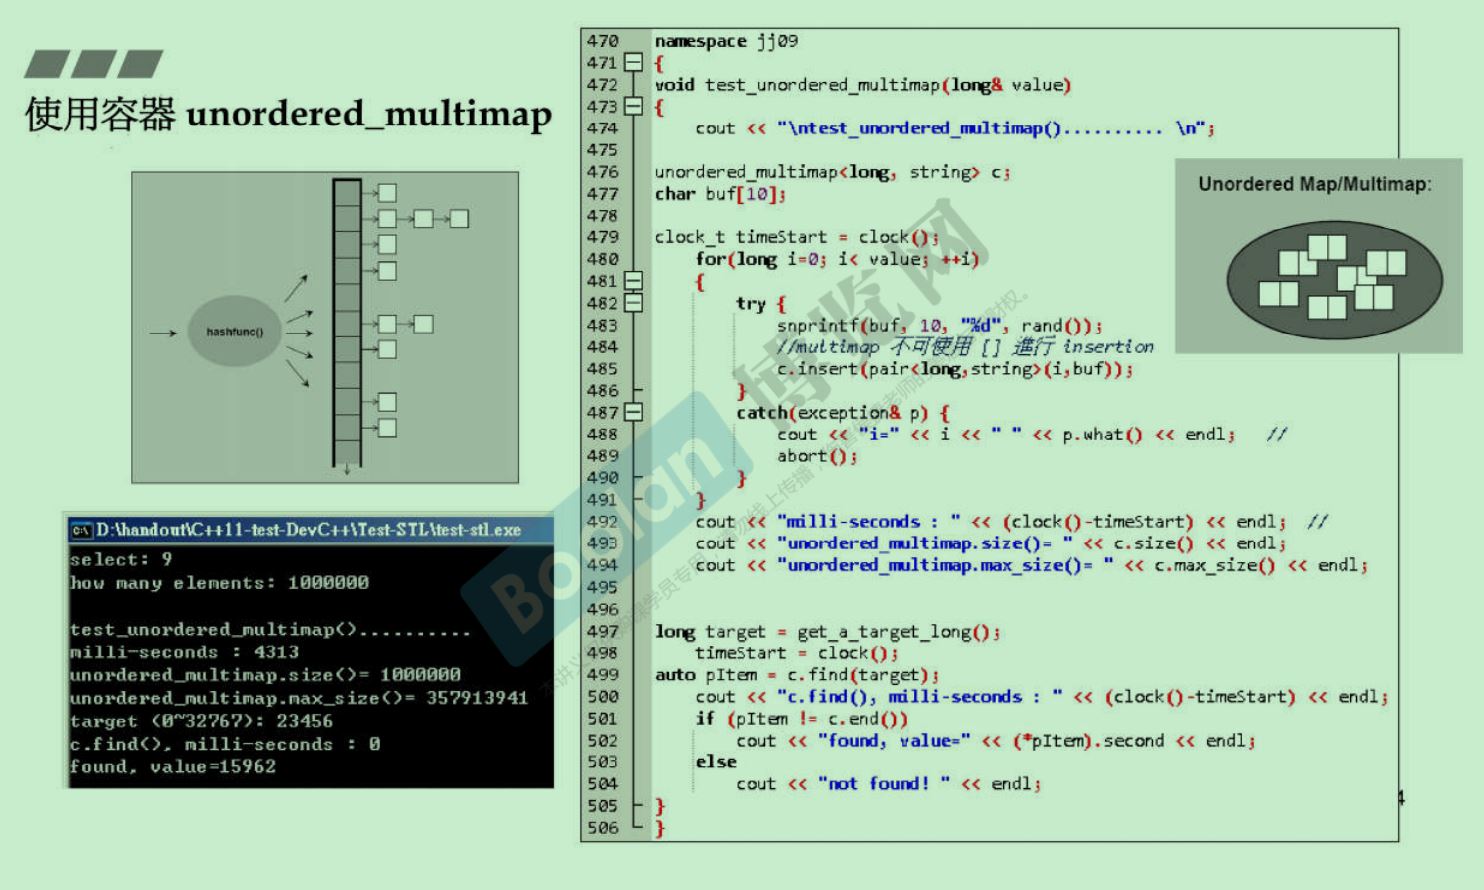 使用容器 unordered_multimap
hashfunc()
D:\handout\C++11-test-DevC++\Test-STL\test-stl.exe
select: 9
how many elements: 1000000
test_unordered_multimap()..........
milli-seconds : 4313
unordered_multimap.size()= 1000000
unordered_multimap.max_size()= 357913941
target (0~32767): 23456
c.find(), milli-seconds : 0
found, value=15962
470 namespace jj09
471 {
472 void test_unordered_multimap(long& value)
473 {
474 cout << "\ntest_unordered_multimap().......... \n";
475
476 unordered_multimap<long, string> c;
477 char buf[10];
478
479 clock_t timeStart = clock();
480 for(long i=0; i< value; ++i)
481 {
482 try {
483 snprintf(buf, 10, "%d", rand());
484 //multimap 不可使用 [] 進行 insertion
485 c.insert(pair<long,string>(i,buf));
486 }
487 catch(exception& p) {
488 cout << "i=" << i << " " << p.what() << endl; //
489 abort();
490 }
491 }
492 cout << "milli-seconds : " << (clock()-timeStart) << endl; //
493 cout << "unordered_multimap.size()= " << c.size() << endl;
494 cout << "unordered_multimap.max_size()= " << c.max_size() << endl;
495
496
497 long target = get_a_target_long();
498 timeStart = clock();
499 auto pItem = c.find(target);
500 cout << "c.find(), milli-seconds : " << (clock()-timeStart) << endl;
501 if (pItem != c.end())
502 cout << "found, value=" << (*pItem).second << endl;
503 else
504 cout << "not found! " << endl;
505 }
506 }
Unordered Map/Multimap:
Boolan
博览网
4